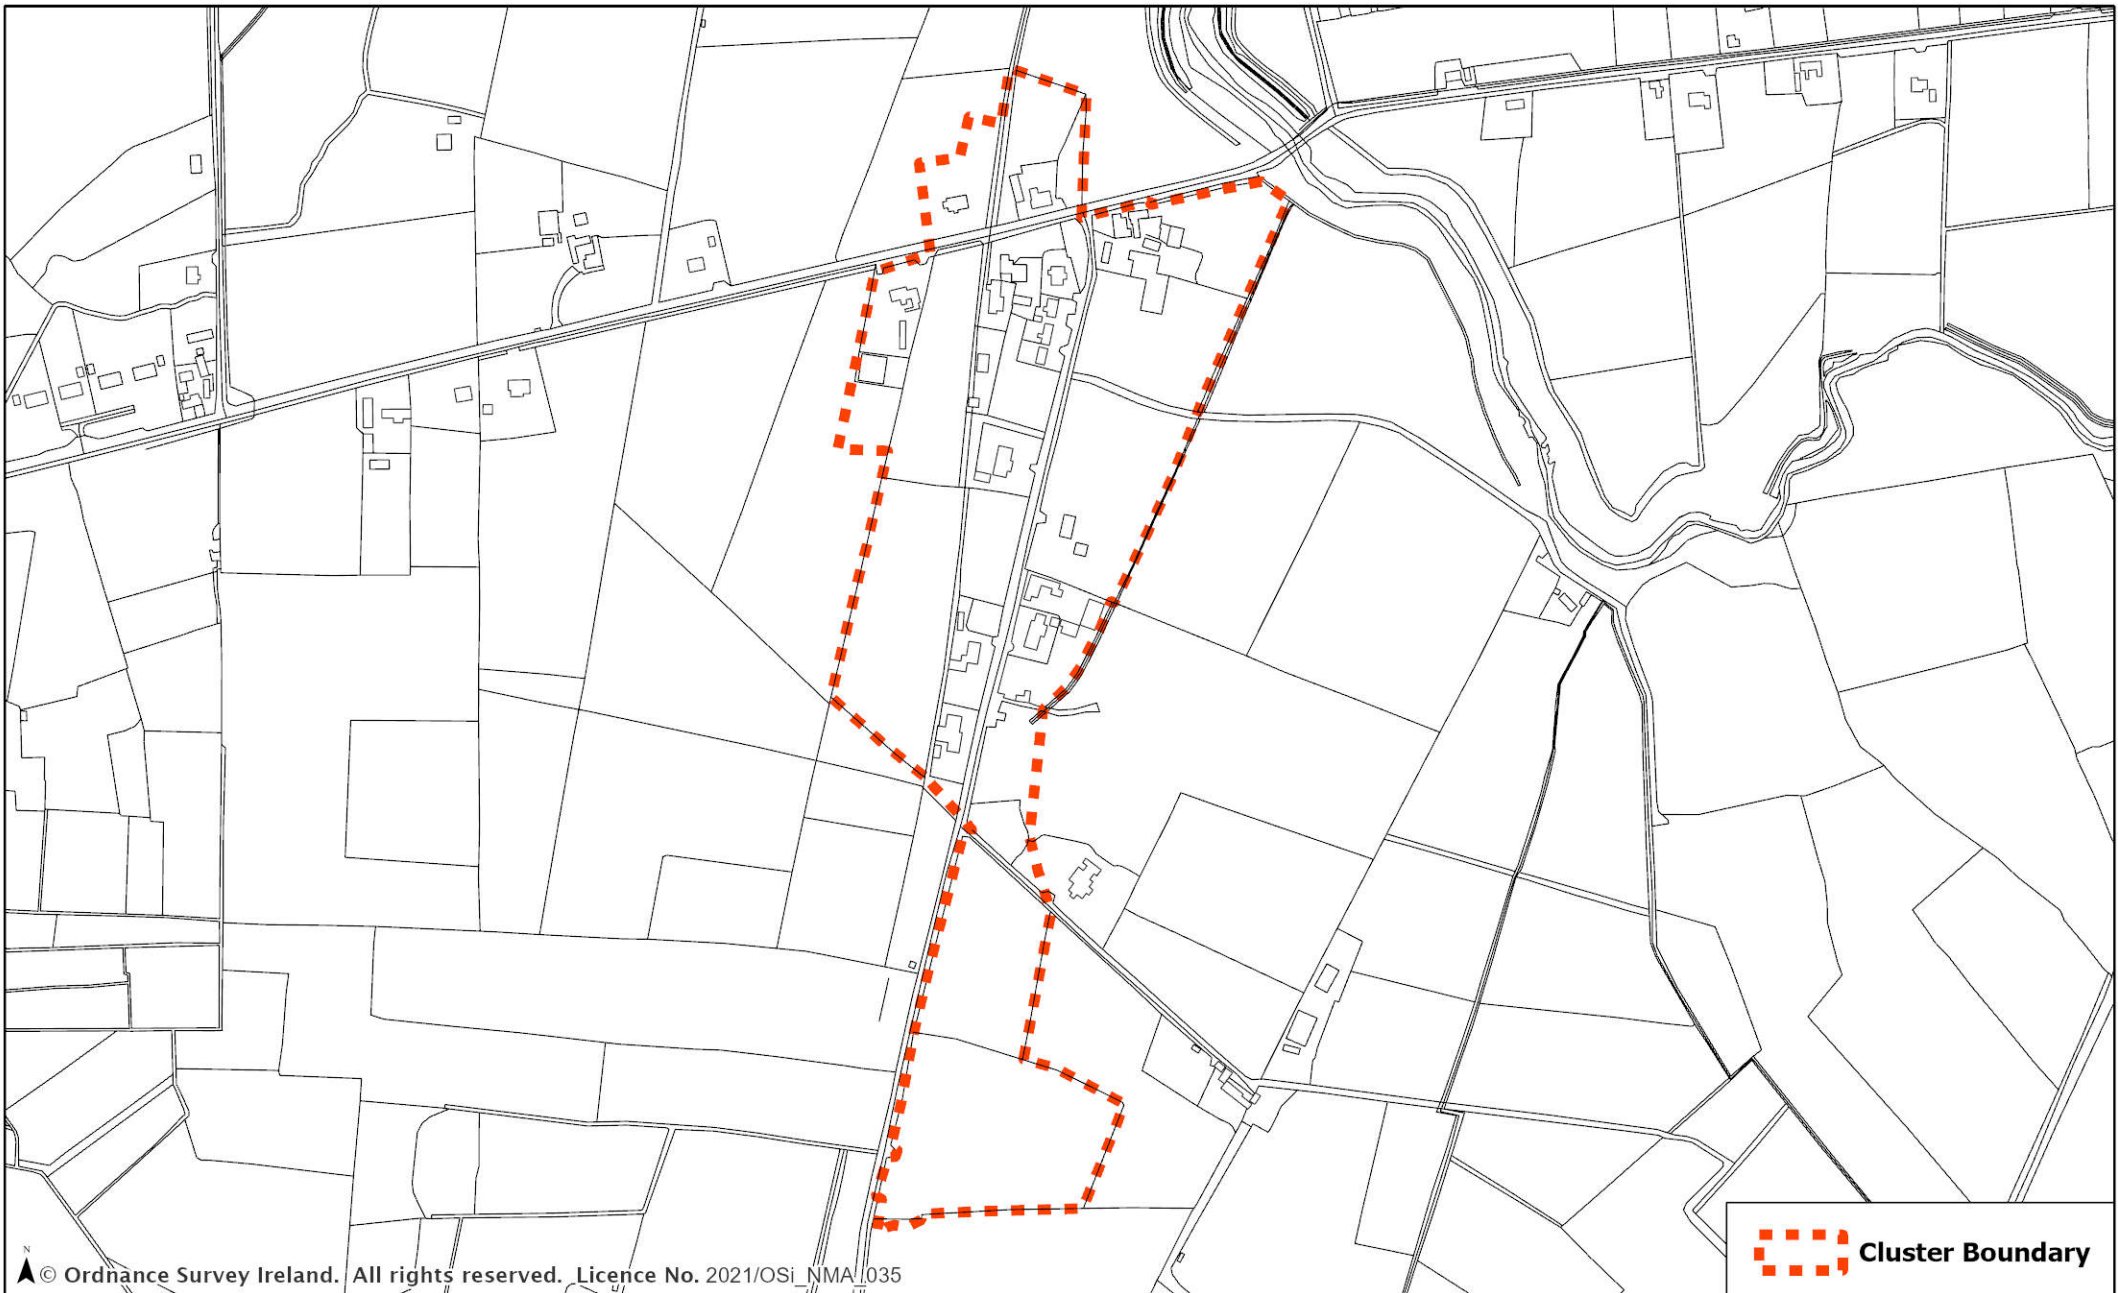 Cluster Boundary
N
© Ordnance Survey Ireland. All rights reserved. Licence No. 2021/OSi_NMA_035